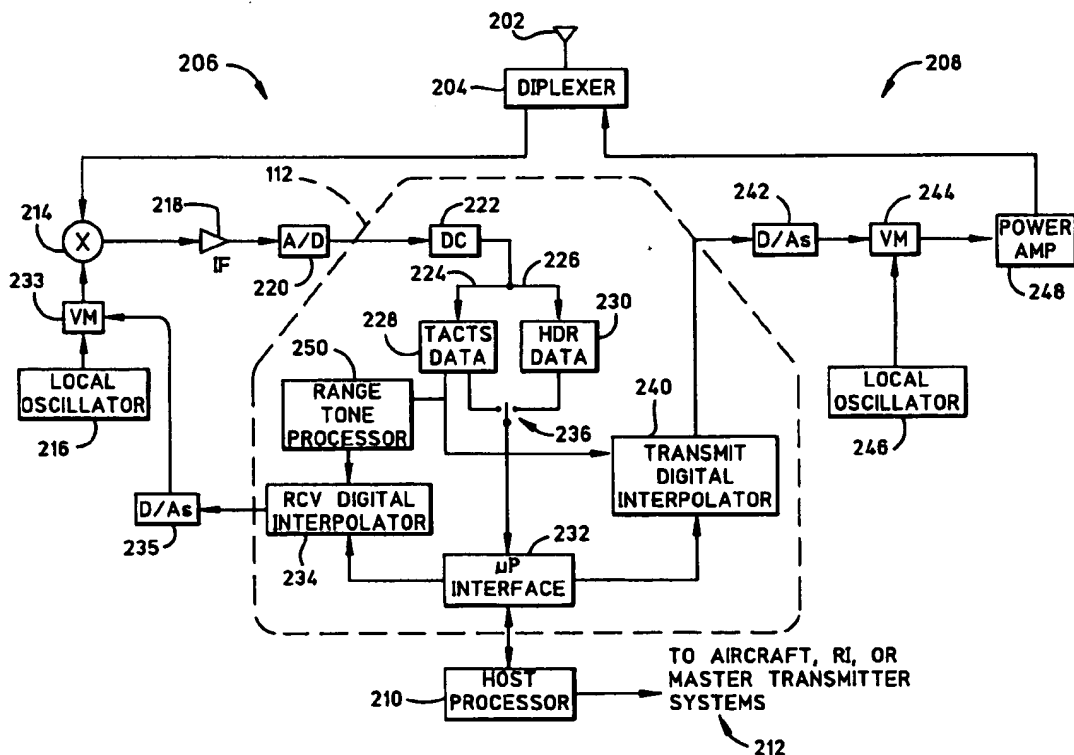 202
206
204
DIPLEXER
208
112
214
X
218
IF
A/D
220
222
DC
242
D/As
244
VM
POWER
AMP
248
233
VM
224
226
228
TACTS
DATA
230
HDR
DATA
LOCAL
OSCILLATOR
216
250
RANGE
TONE
PROCESSOR
236
240
TRANSMIT
DIGITAL
INTERPOLATOR
LOCAL
OSCILLATOR
246
D/As
235
RCV DIGITAL
INTERPOLATOR
234
232
μP
INTERFACE
210
HOST
PROCESSOR
TO AIRCRAFT, RI, OR
MASTER TRANSMITTER
SYSTEMS
212